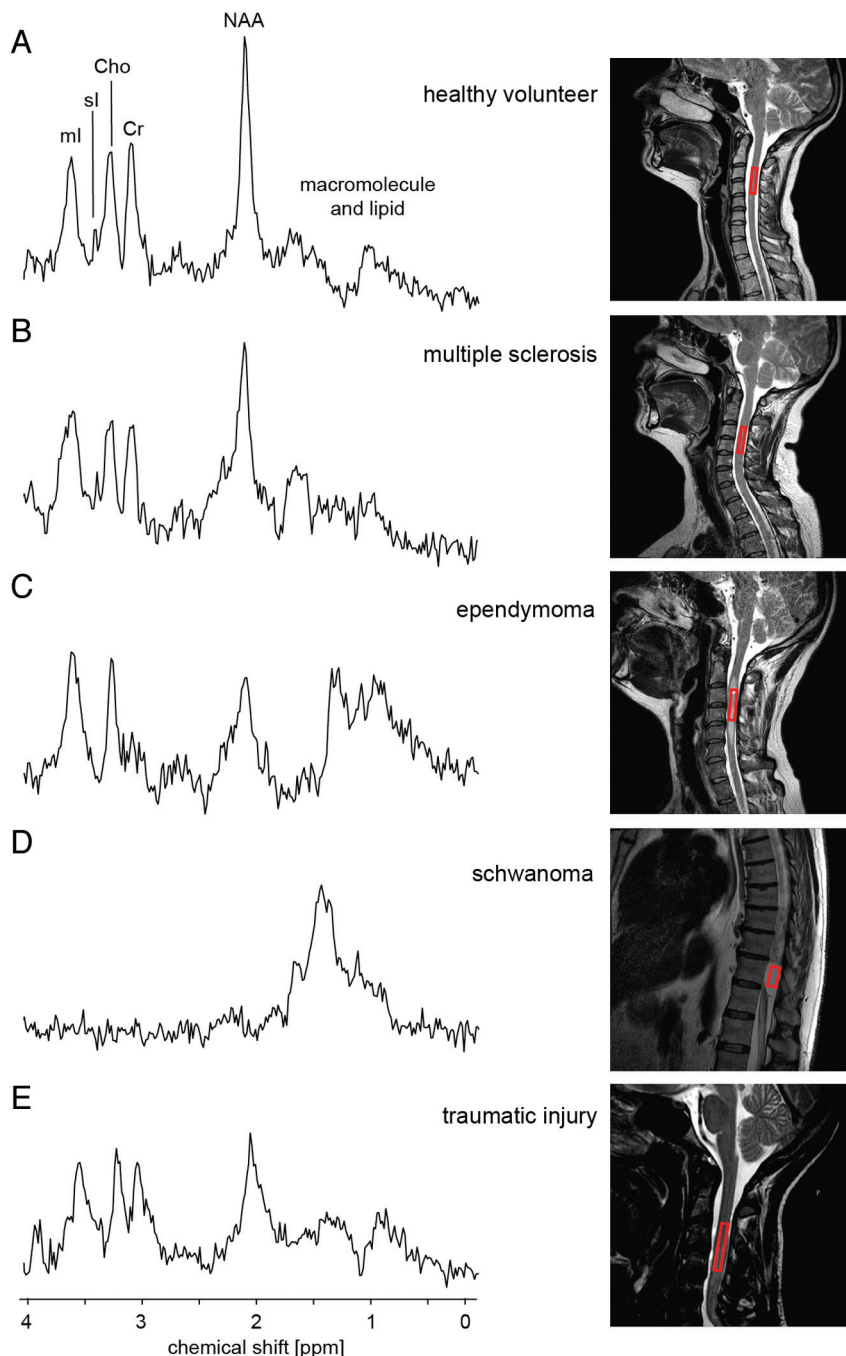 A
NAA
Cho
sI
mI
Cr
healthy volunteer
macromolecule
and lipid
B
multiple sclerosis
C
ependymoma
D
schwanoma
E
traumatic injury
P
4 3 2 1 0
chemical shift [ppm]